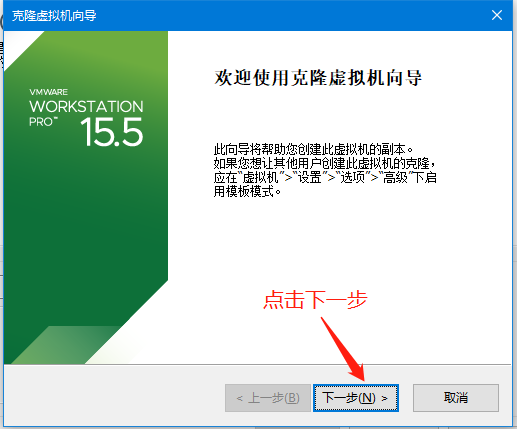 克隆虚拟机向导
VMWARE
WORKSTATION
PRO™
15.5
欢迎使用克隆虚拟机向导
此向导将帮助您创建此虚拟机的副本。
如果您想让其他用户创建此虚拟机的克隆，
应在"虚拟机">"设置">"选项">"高级"下启
用模板模式。
点击下一步
< 上一步(B)
下一步(N) >
取消